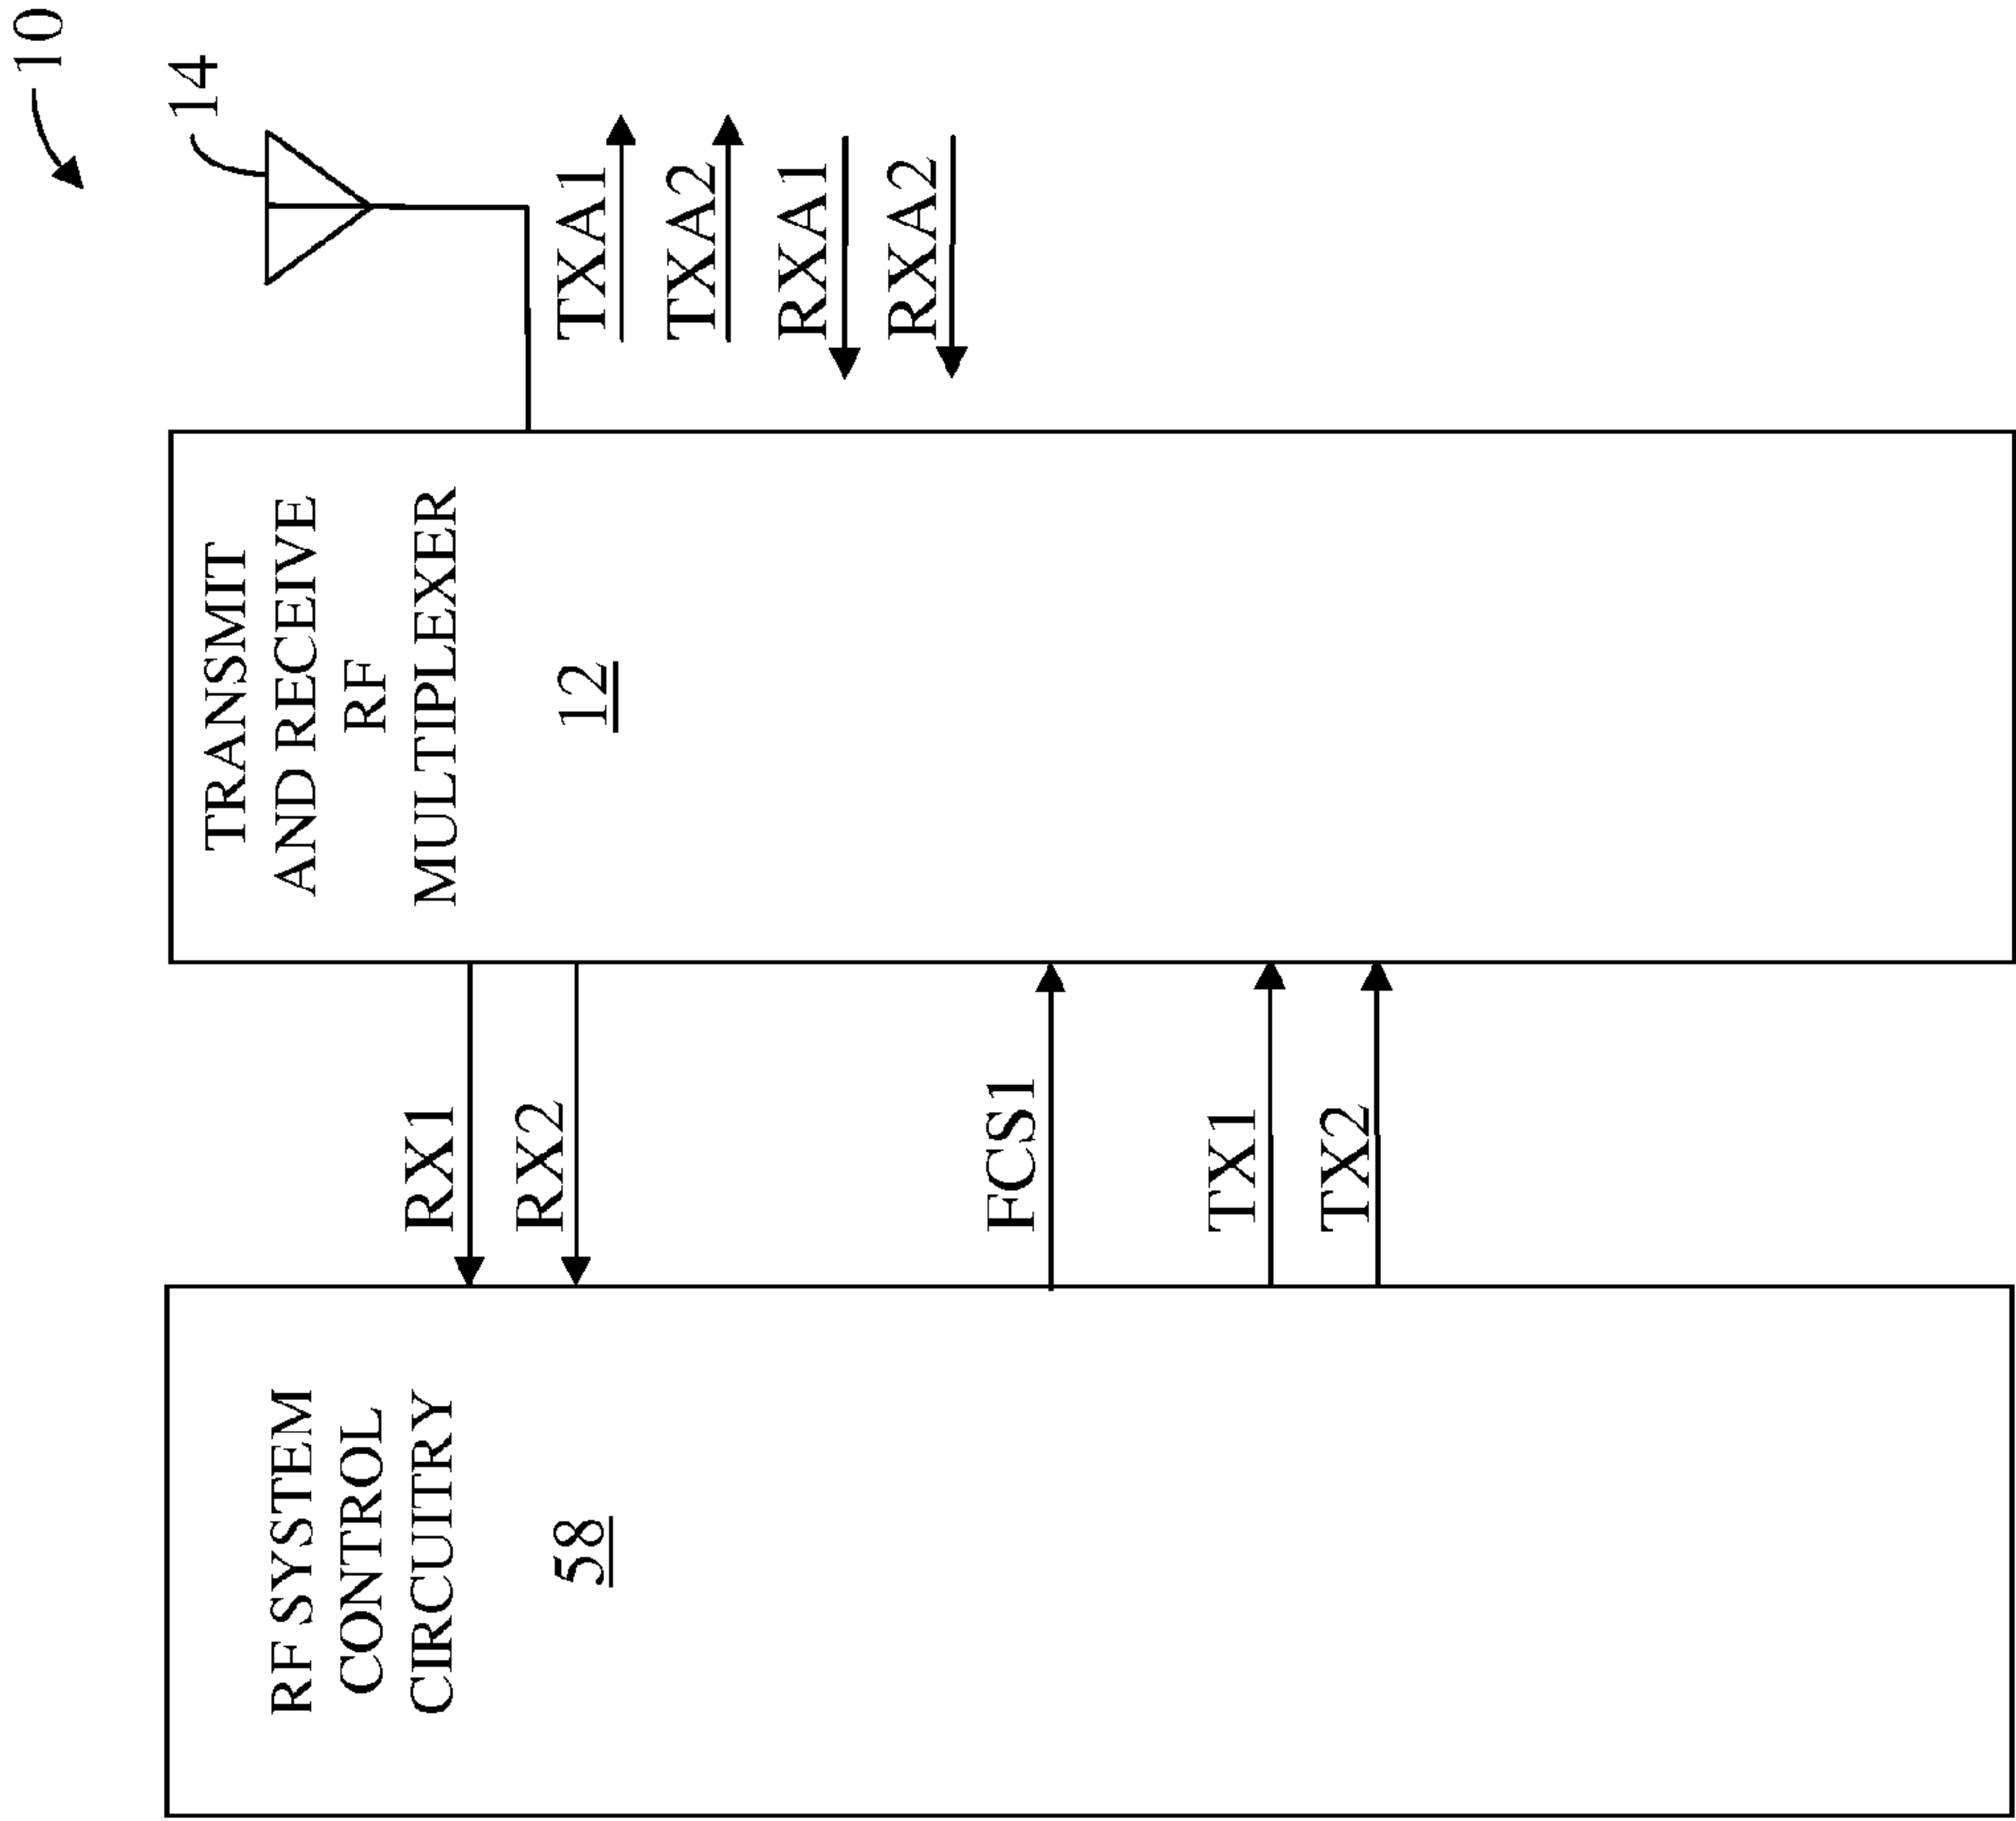 10
RF SYSTEM
CONTROL
CIRCUITRY
58
RX1
RX2
FCS1
TX1
TX2
TRANSMIT
AND RECEIVE
RF
MULTIPLEXER
12
14
TXA1
TXA2
RXA1
RXA2